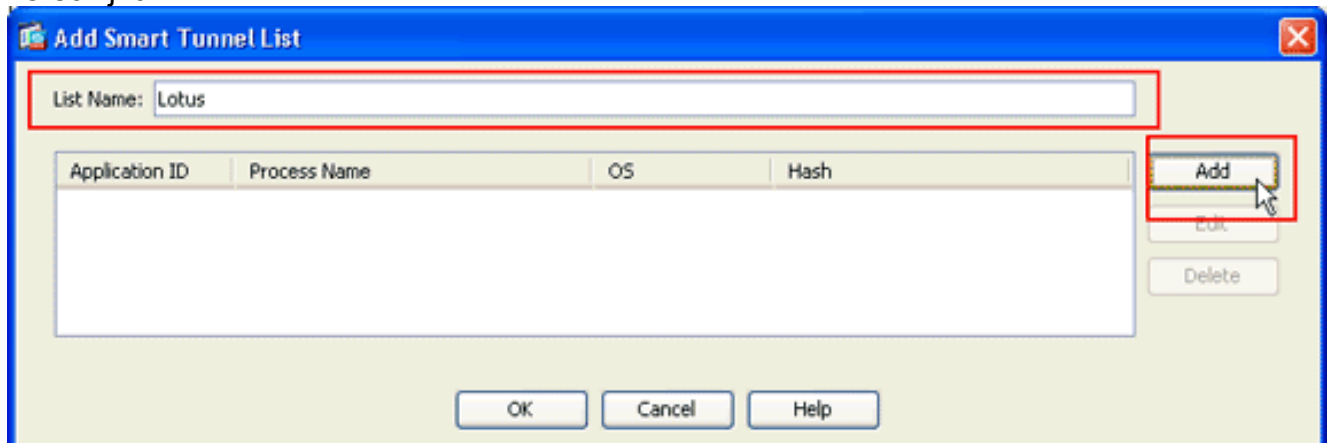 Add Smart Tunnel List
List Name: Lotus
Application ID Process Name OS Hash
Add
Edit
Delete
OK Cancel Help